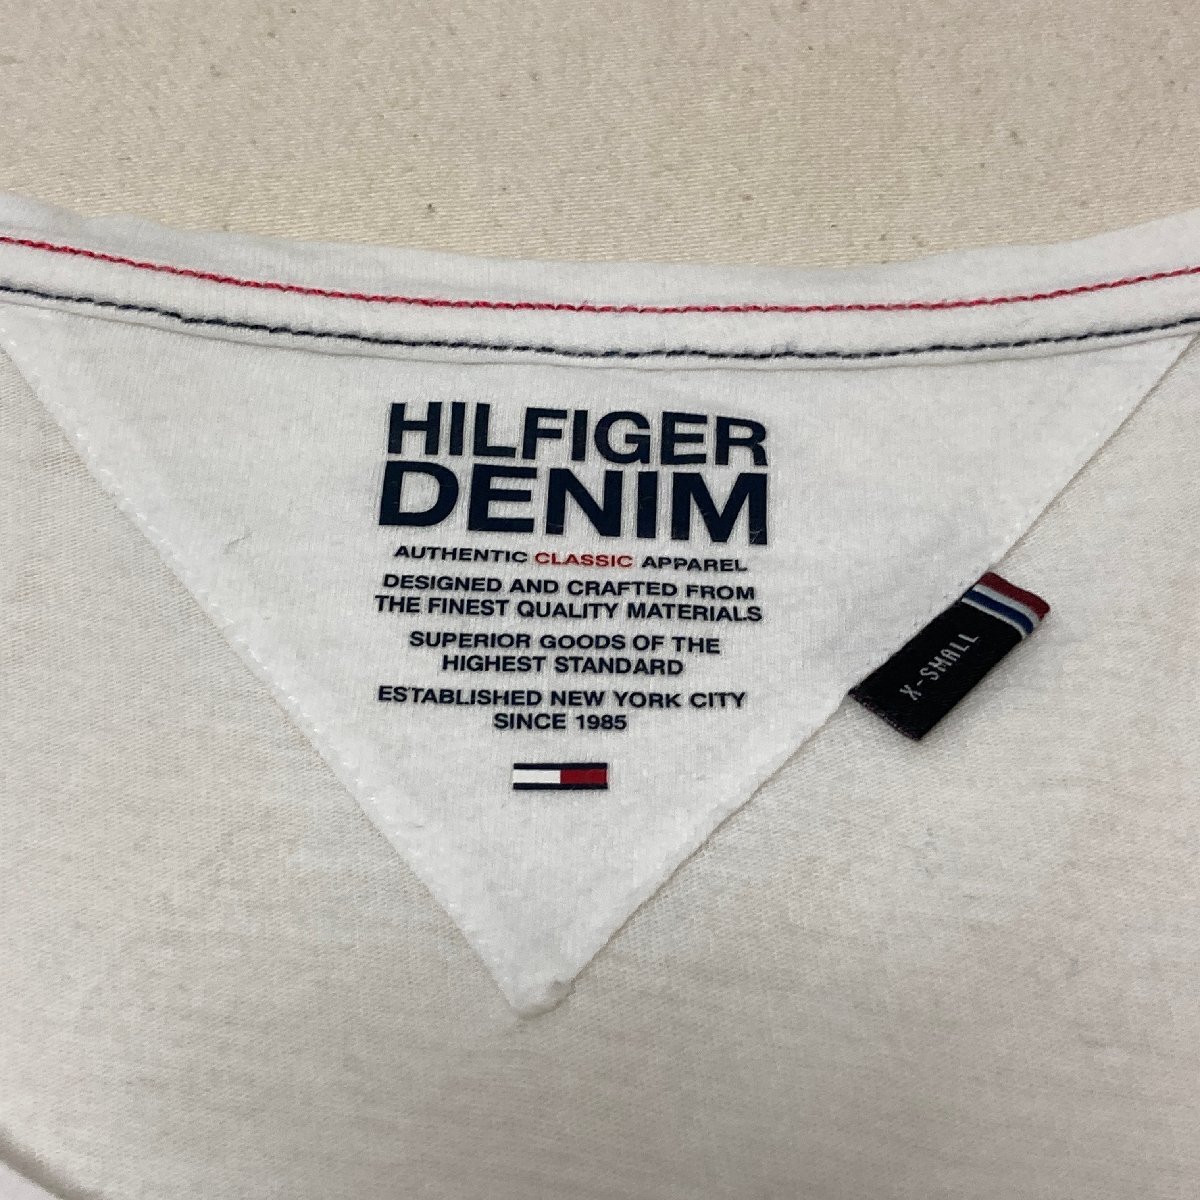 HILFIGER
DENIM
AUTHENTIC CLASSIC APPAREL
DESIGNED AND CRAFTED FROM
THE FINEST QUALITY MATERIALS
SUPERIOR GOODS OF THE
HIGHEST STANDARD
ESTABLISHED NEW YORK CITY
SINCE 1985
X-SMALL